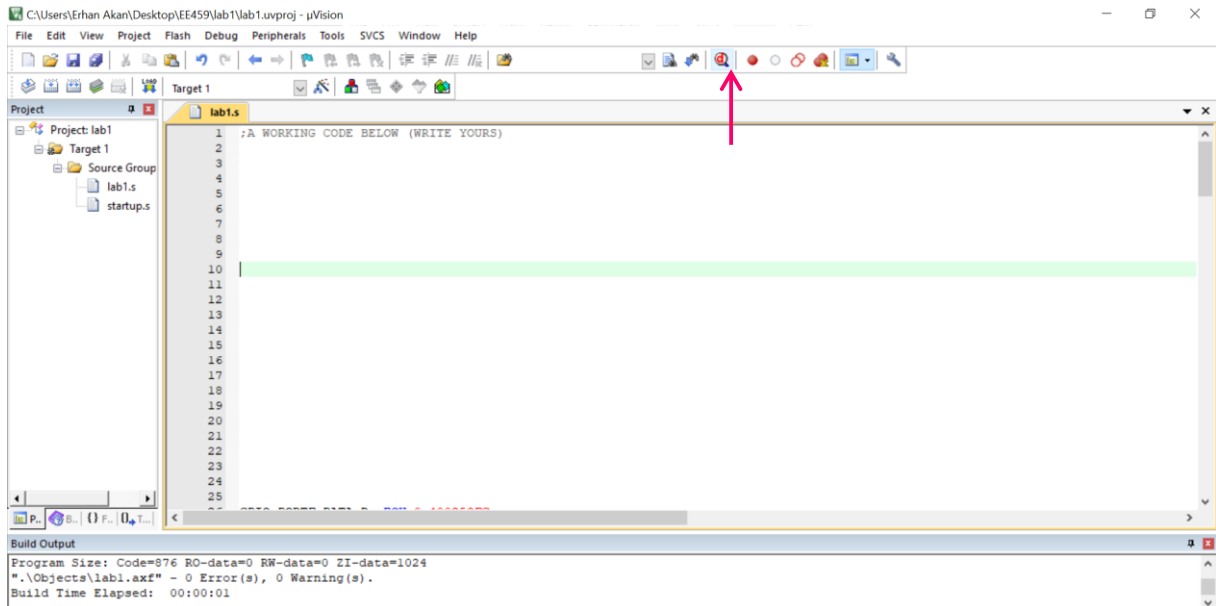 C:\Users\Erhan Akan\Desktop\EE459\lab1\lab1.uvproj - µVision
File Edit View Project Flash Debug Peripherals Tools SVCS Window Help
LOAD Target 1
Project
lab1.s
Project: lab1
Target 1
Source Group
lab1.s
startup.s
1 ;A WORKING CODE BELOW (WRITE YOURS)
2
3
4
5
6
7
8
9
10
11
12
13
14
15
16
17
18
19
20
21
22
23
24
25
P... B... {} F... 0 T...
Build Output
Program Size: Code=876 RO-data=0 RW-data=0 ZI-data=1024
".\Objects\lab1.axf" - 0 Error(s), 0 Warning(s).
Build Time Elapsed: 00:00:01